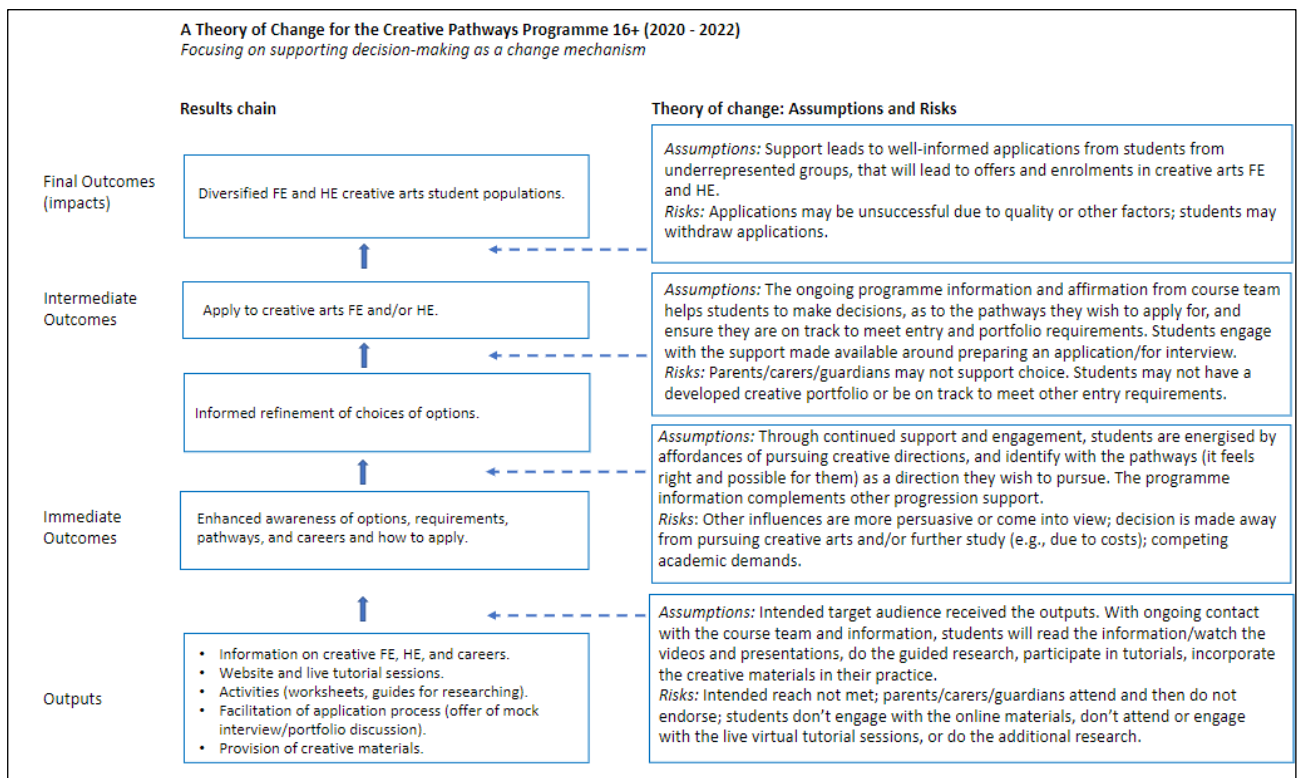 A Theory of Change for the Creative Pathways Programme 16+ (2020 - 2022)
Focusing on supporting decision-making as a change mechanism
Results chain
Theory of change: Assumptions and Risks
Final Outcomes
(impacts)
Diversified FE and HE creative arts student populations.
Assumptions: Support leads to well-informed applications from students from
underrepresented groups, that will lead to offers and enrolments in creative arts FE
and HE.
Risks: Applications may be unsuccessful due to quality or other factors; students may
withdraw applications.
Intermediate
Outcomes
Apply to creative arts FE and/or HE.
Assumptions: The ongoing programme information and affirmation from course team
helps students to make decisions, as to the pathways they wish to apply for, and
ensure they are on track to meet entry and portfolio requirements. Students engage
with the support made available around preparing an application/for interview.
Risks: Parents/carers/guardians may not support choice. Students may not have a
developed creative portfolio or be on track to meet other entry requirements.
Informed refinement of choices of options.
Assumptions: Through continued support and engagement, students are energised by
affordances of pursuing creative directions, and identify with the pathways (it feels
right and possible for them) as a direction they wish to pursue. The programme
information complements other progression support.
Risks: Other influences are more persuasive or come into view; decision is made away
from pursuing creative arts and/or further study (e.g., due to costs); competing
academic demands.
Immediate
Outcomes
Enhanced awareness of options, requirements,
pathways, and careers and how to apply.
Assumptions: Intended target audience received the outputs. With ongoing contact
with the course team and information, students will read the information/watch the
videos and presentations, do the guided research, participate in tutorials, incorporate
the creative materials in their practice.
Risks: Intended reach not met; parents/carers/guardians attend and then do not
endorse; students don't engage with the online materials, don't attend or engage
with the live virtual tutorial sessions, or do the additional research.
Outputs
• Information on creative FE, HE, and careers.
• Website and live tutorial sessions.
• Activities (worksheets, guides for researching).
• Facilitation of application process (offer of mock
interview/portfolio discussion).
• Provision of creative materials.